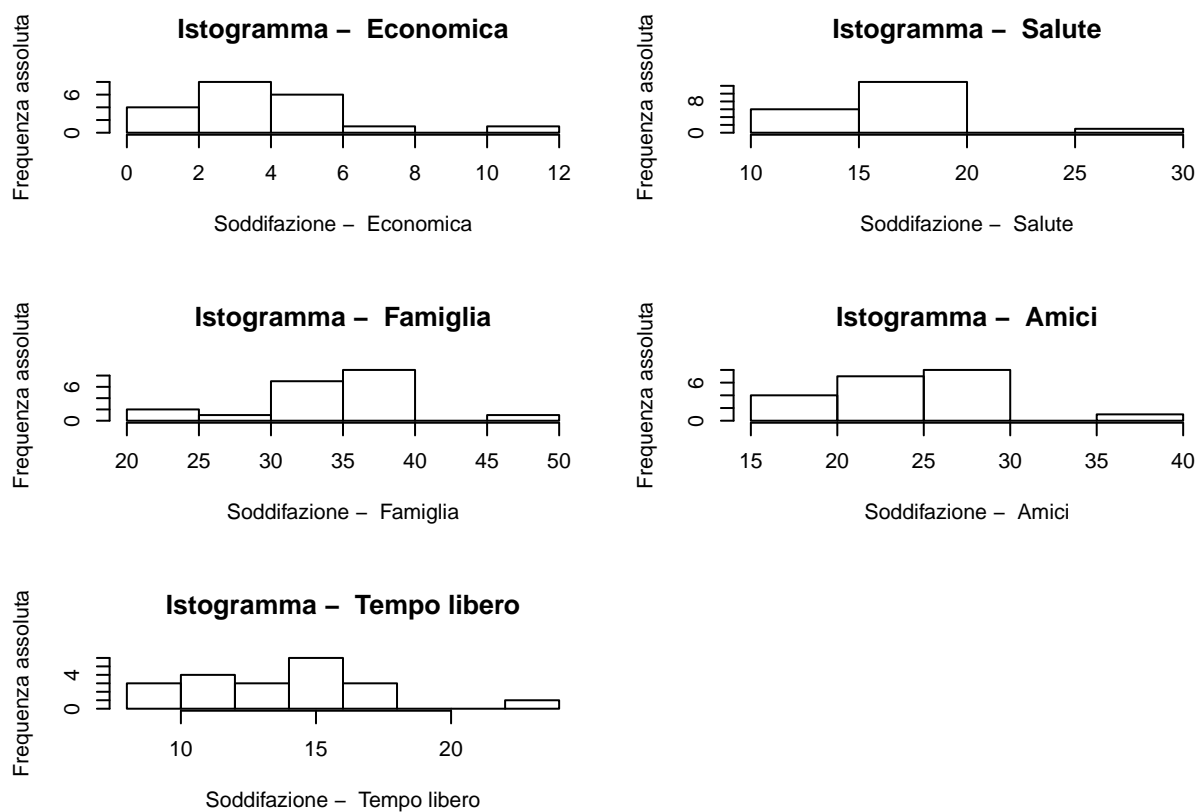 Istogramma – Economica
Frequenza assoluta
0 6
0 2 4 6 8 10 12
Soddifazione – Economica
Istogramma – Salute
Frequenza assoluta
0 8
10 15 20 25 30
Soddifazione – Salute
Istogramma – Famiglia
Frequenza assoluta
0 6
20 25 30 35 40 45 50
Soddifazione – Famiglia
Istogramma – Amici
Frequenza assoluta
0 6
15 20 25 30 35 40
Soddifazione – Amici
Istogramma – Tempo libero
Frequenza assoluta
0 4
10 15 20
Soddifazione – Tempo libero